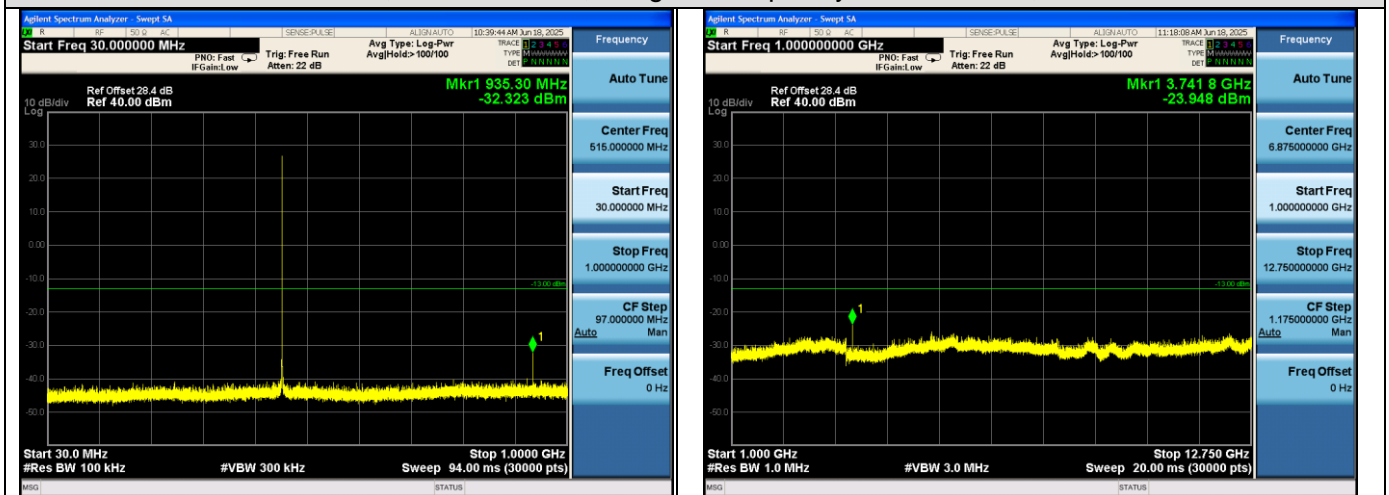 Agilent Spectrum Analyzer - Swept SA
R RF 50 Ω AC SENSE:PULSE ALIGNAUTO 10:39:44 AM Jun 18, 2025
Start Freq 30.000000 MHz
PNO: Fast
IFGain:Low
Trig: Free Run
Atten: 22 dB
Avg Type: Log-Pwr
Avg|Hold:> 100/100
TRACE 1 2 3 4 5 6
TYPE MWWWWW
DET P N N N N N
Mkr1 935.30 MHz
-32.323 dBm
Ref Offset 28.4 dB
10 dB/div Ref 40.00 dBm
Log
30.0
20.0
10.0
0.00
-10.0
-13.00 dBm
-20.0
-30.0
1
-40.0
-50.0
Start 30.0 MHz Stop 1.0000 GHz
#Res BW 100 kHz #VBW 300 kHz Sweep 94.00 ms (30000 pts)
MSG STATUS
Frequency
Auto Tune
Center Freq
515.000000 MHz
Start Freq
30.000000 MHz
Stop Freq
1.000000000 GHz
CF Step
97.000000 MHz
Auto Man
Freq Offset
0 Hz
Agilent Spectrum Analyzer - Swept SA
R RF 50 Ω AC SENSE:PULSE ALIGNAUTO 11:18:08 AM Jun 18, 2025
Start Freq 1.000000000 GHz
PNO: Fast
IFGain:Low
Trig: Free Run
Atten: 22 dB
Avg Type: Log-Pwr
Avg|Hold:> 100/100
TRACE 1 2 3 4 5 6
TYPE MWWWWW
DET P N N N N N
Mkr1 3.741 8 GHz
-23.948 dBm
Ref Offset 28.4 dB
10 dB/div Ref 40.00 dBm
Log
30.0
20.0
10.0
0.00
-10.0
-13.00 dBm
-20.0
1
-30.0
-40.0
-50.0
Start 1.000 GHz Stop 12.750 GHz
#Res BW 1.0 MHz #VBW 3.0 MHz Sweep 20.00 ms (30000 pts)
MSG STATUS
Frequency
Auto Tune
Center Freq
6.875000000 GHz
Start Freq
1.000000000 GHz
Stop Freq
12.750000000 GHz
CF Step
1.175000000 GHz
Auto Man
Freq Offset
0 Hz